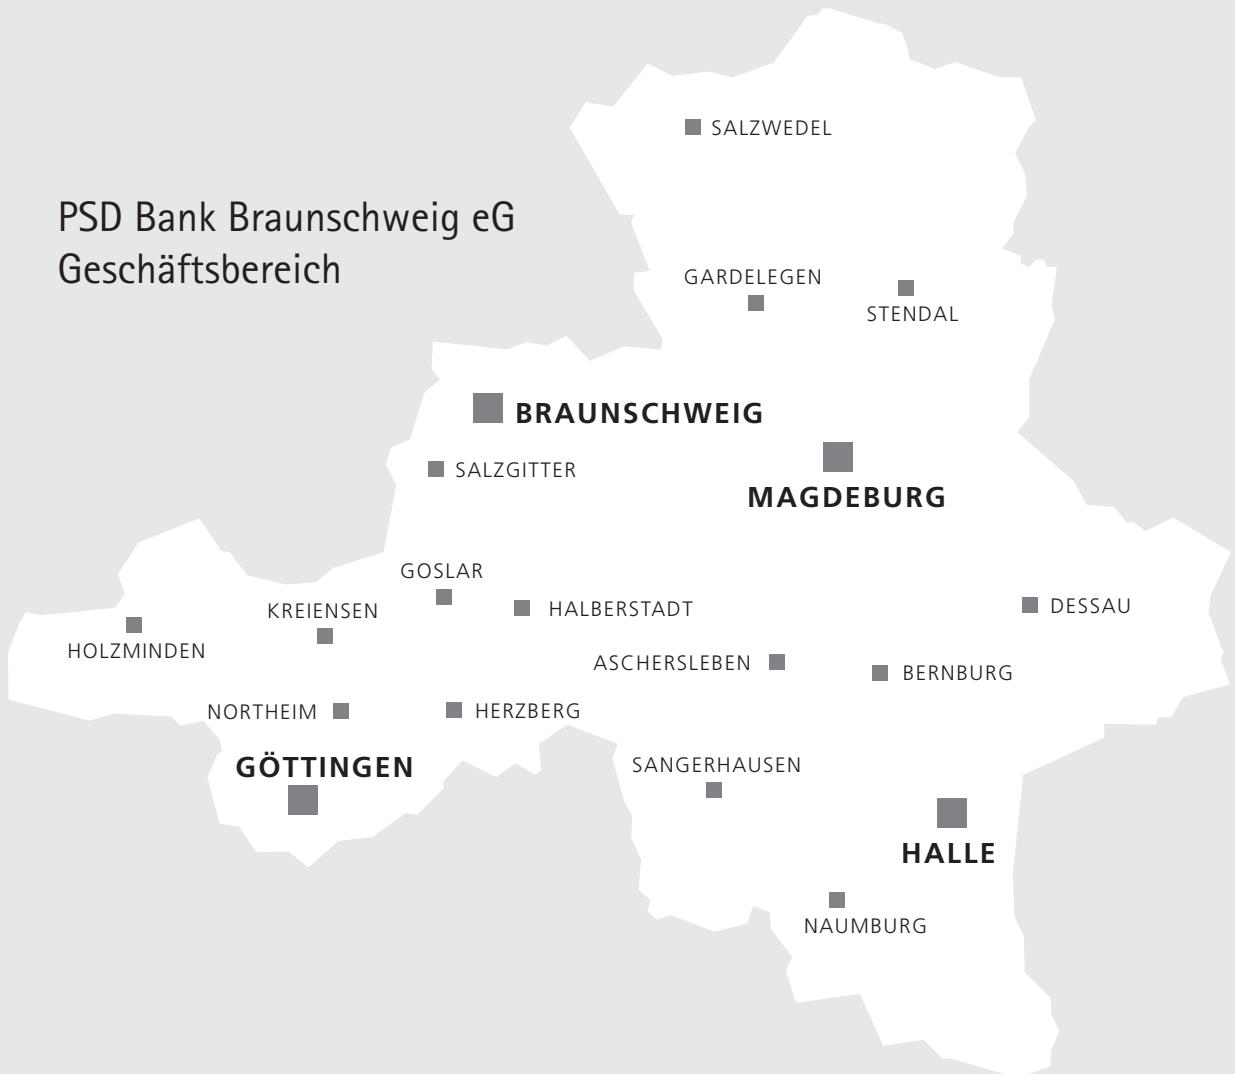 SALZWEDEL
PSD Bank Braunschweig eG
Geschäftsbereich
GARDELEGEN
STENDAL
BRAUNSCHWEIG
SALZGITTER
MAGDEBURG
GOSLAR
KREIENSEN
HALBERSTADT
DESSAU
HOLZMINDEN
ASCHERSLEBEN
BERNBURG
NORTHEIM
HERZBERG
GÖTTINGEN
SANGERHAUSEN
HALLE
NAUMBURG